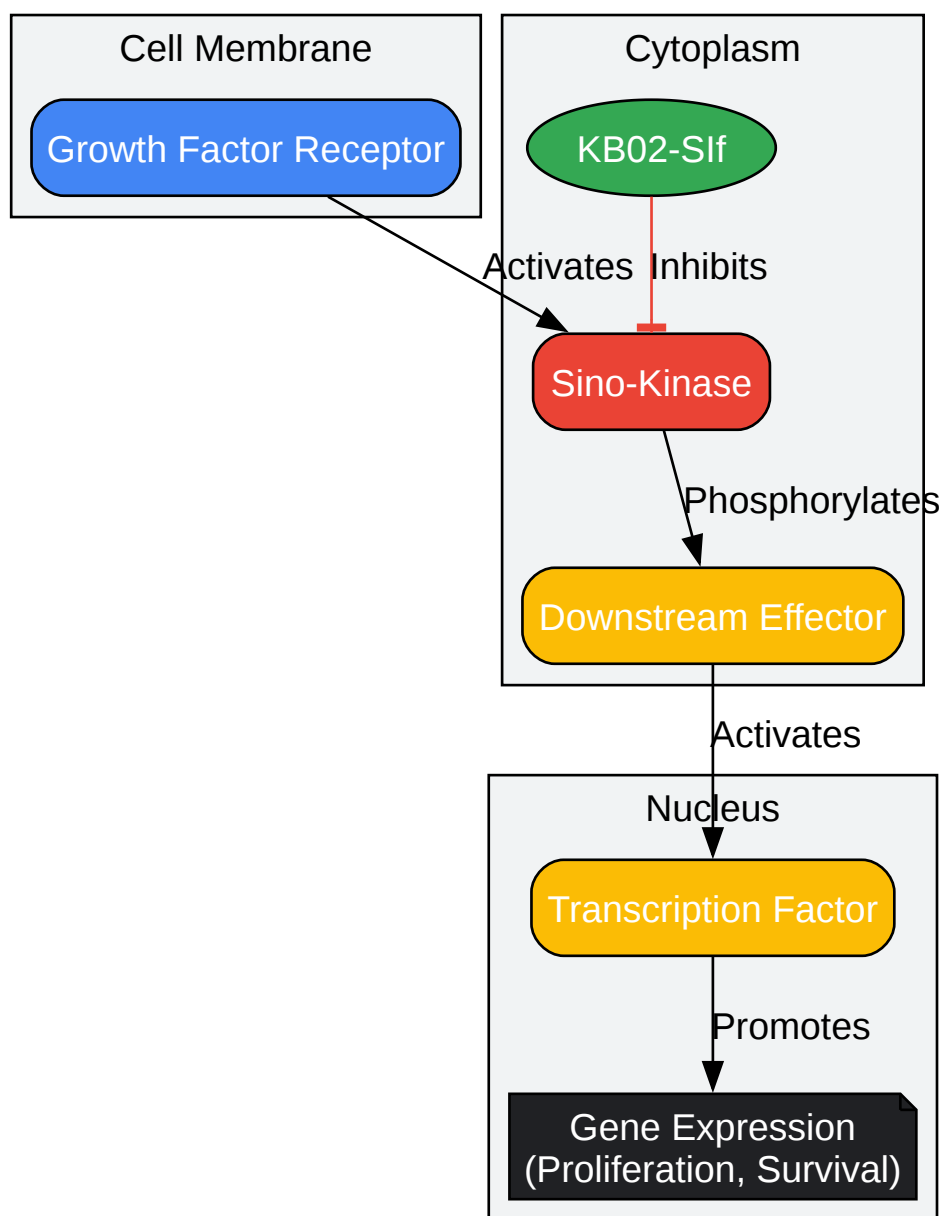 Cell Membrane
Cytoplasm
Growth Factor Receptor
KB02-SIf
Activates
Inhibits
Sino-Kinase
Phosphorylates
Downstream Effector
Activates
Nucleus
Transcription Factor
Promotes
Gene Expression
(Proliferation, Survival)